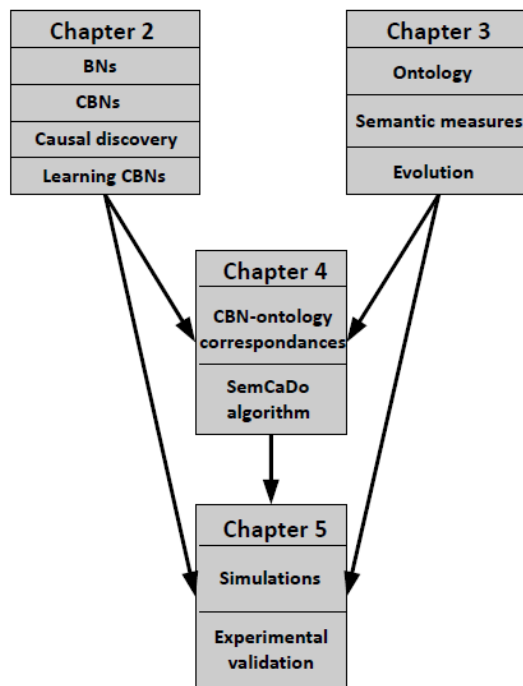 Chapter 2
BNs
CBNs
Causal discovery
Learning CBNs
Chapter 3
Ontology
Semantic measures
Evolution
Chapter 4
CBN-ontology
correspondances
SemCaDo
algorithm
Chapter 5
Simulations
Experimental
validation